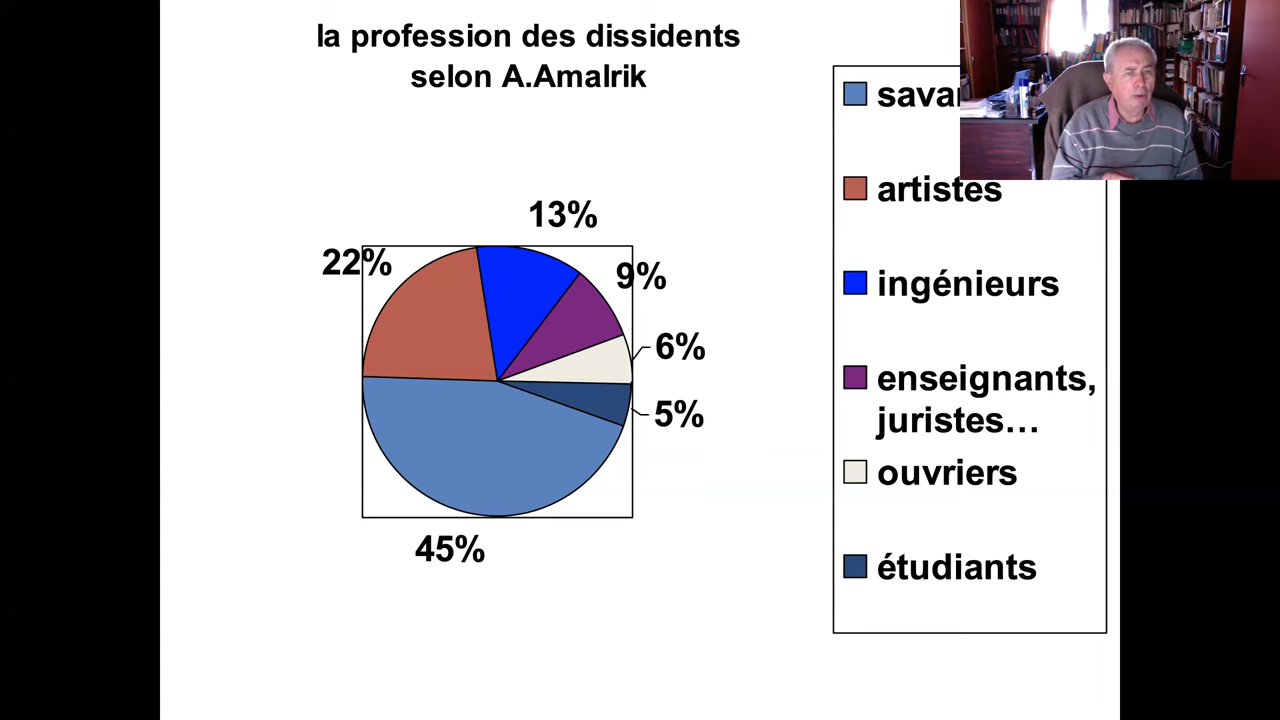 la profession des dissidents
selon A.Amalrik
13%
22%
9%
6%
5%
45%
artistes
ingénieurs
enseignants,
juristes…
ouvriers
étudiants